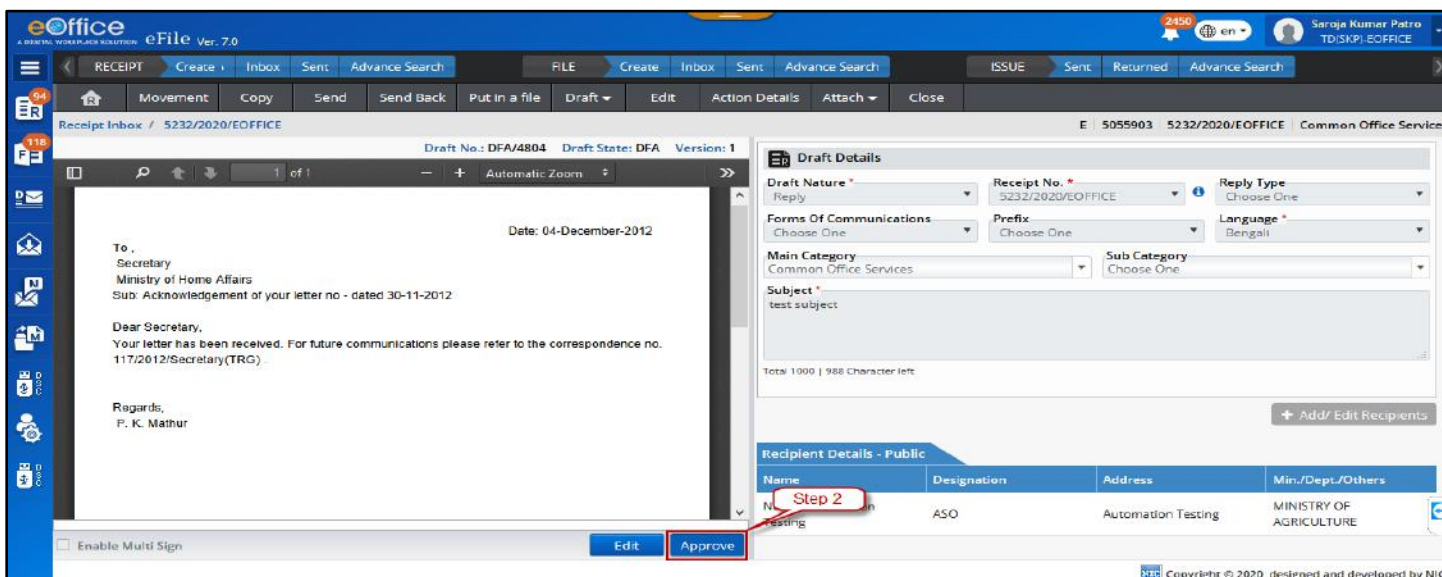 eOffice
A DIGITAL WORKPLACE SOLUTION eFile Ver. 7.0
2450 en Saroja Kumar Patro
TD(SKP)-EOFFICE
RECEIPT Create Inbox Sent Advance Search FILE Create Inbox Sent Advance Search ISSUE Sent Returned Advance Search
94 ER Movement Copy Send Send Back Put in a file Draft Edit Action Details Attach Close
Receipt Inbox / 5232/2020/EOFFICE E 5055903 5232/2020/EOFFICE Common Office Service
118
Draft No.: DFA/4804 Draft State: DFA Version: 1
1 of 1 − + Automatic Zoom
Date: 04-December-2012
To ,
Secretary
Ministry of Home Affairs
Sub: Acknowledgement of your letter no - dated 30-11-2012
Dear Secretary,
Your letter has been received. For future communications please refer to the correspondence no.
117/2012/Secretary(TRG) .
Regards,
P. K. Mathur
Enable Multi Sign Edit Approve
Step 2
Draft Details
Draft Nature * Receipt No. * Reply Type
Reply 5232/2020/EOFFICE Choose One
Forms Of Communications Prefix Language *
Choose One Choose One Bengali
Main Category Sub Category
Common Office Services Choose One
Subject *
test subject
Total 1000 | 988 Character left
+ Add/ Edit Recipients
Recipient Details - Public
Name Designation Address Min./Dept./Others
Testing ASO Automation Testing MINISTRY OF
AGRICULTURE
DSC
DSC
NIC Copyright © 2020, designed and developed by NIC